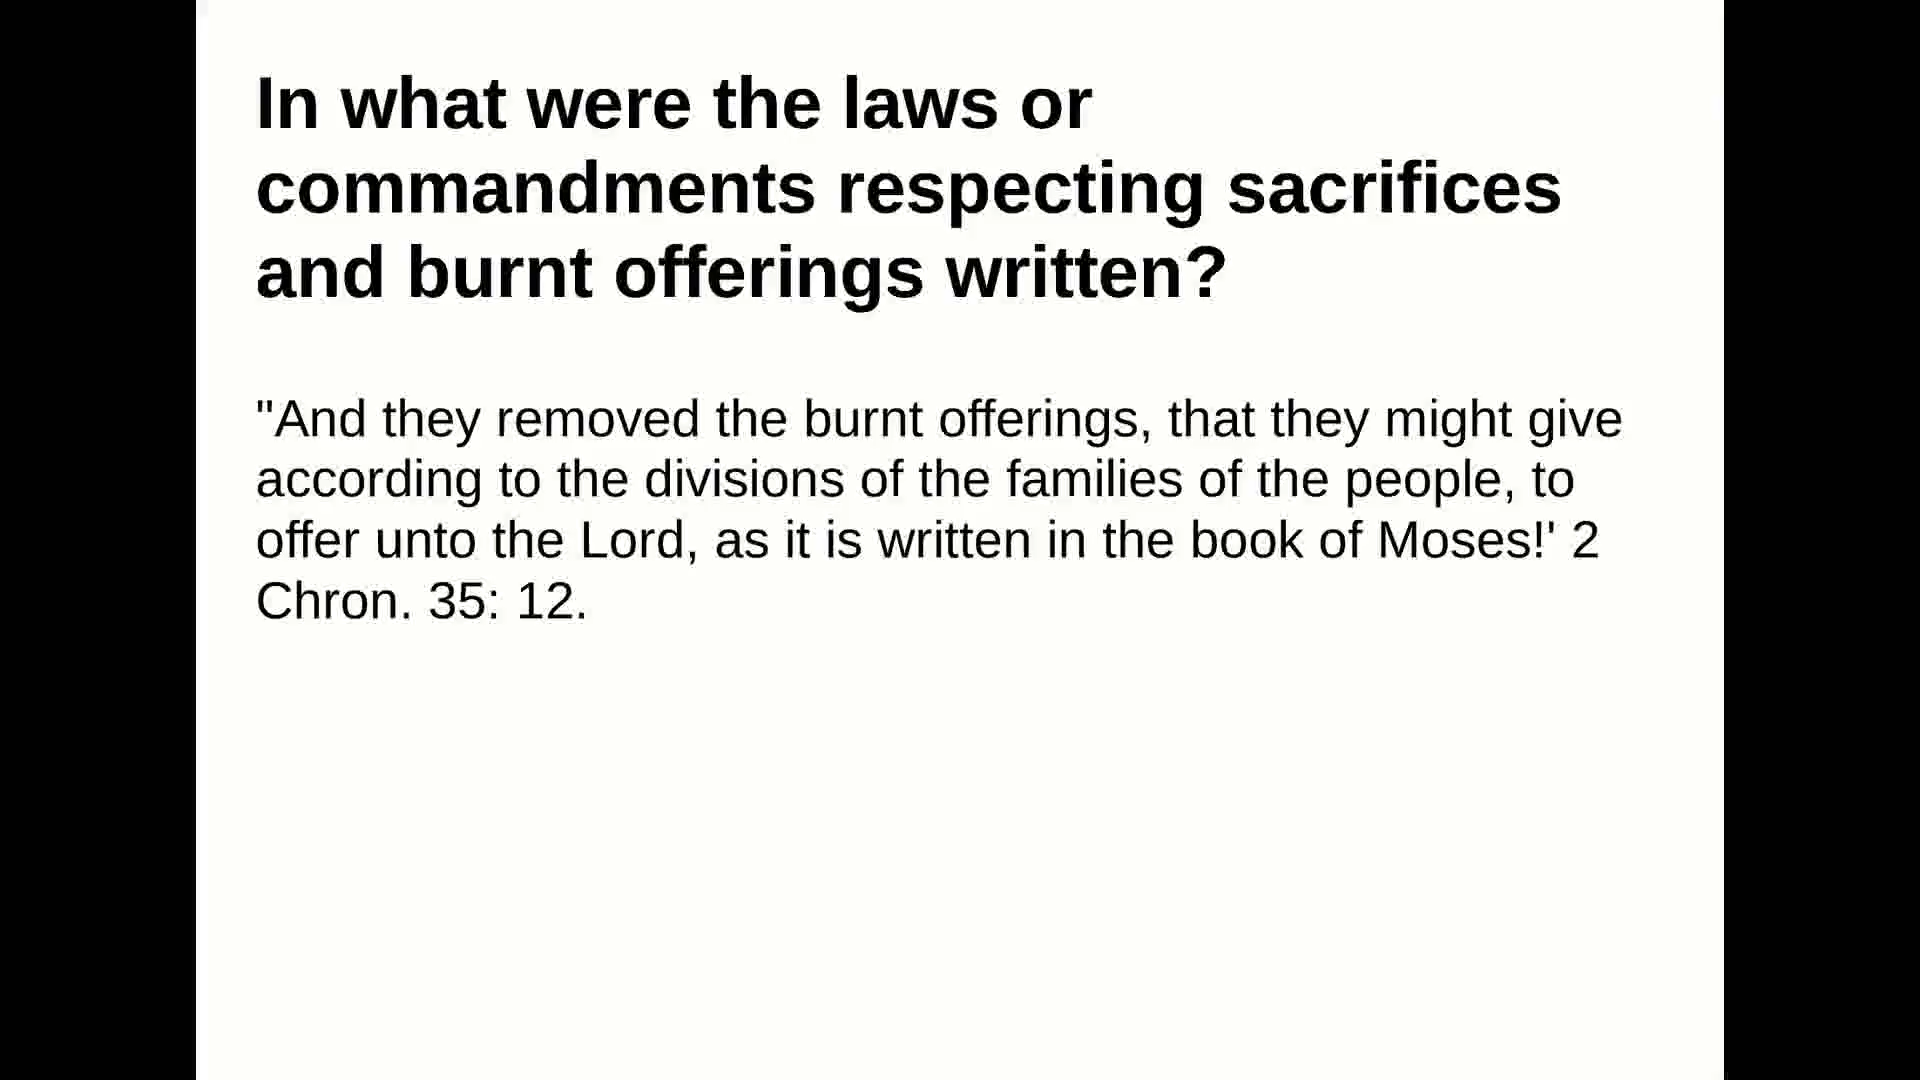 In what were the laws or
commandments respecting sacrifices
and burnt offerings written?
"And they removed the burnt offerings, that they might give
according to the divisions of the families of the people, to
offer unto the Lord, as it is written in the book of Moses!' 2
Chron. 35: 12.